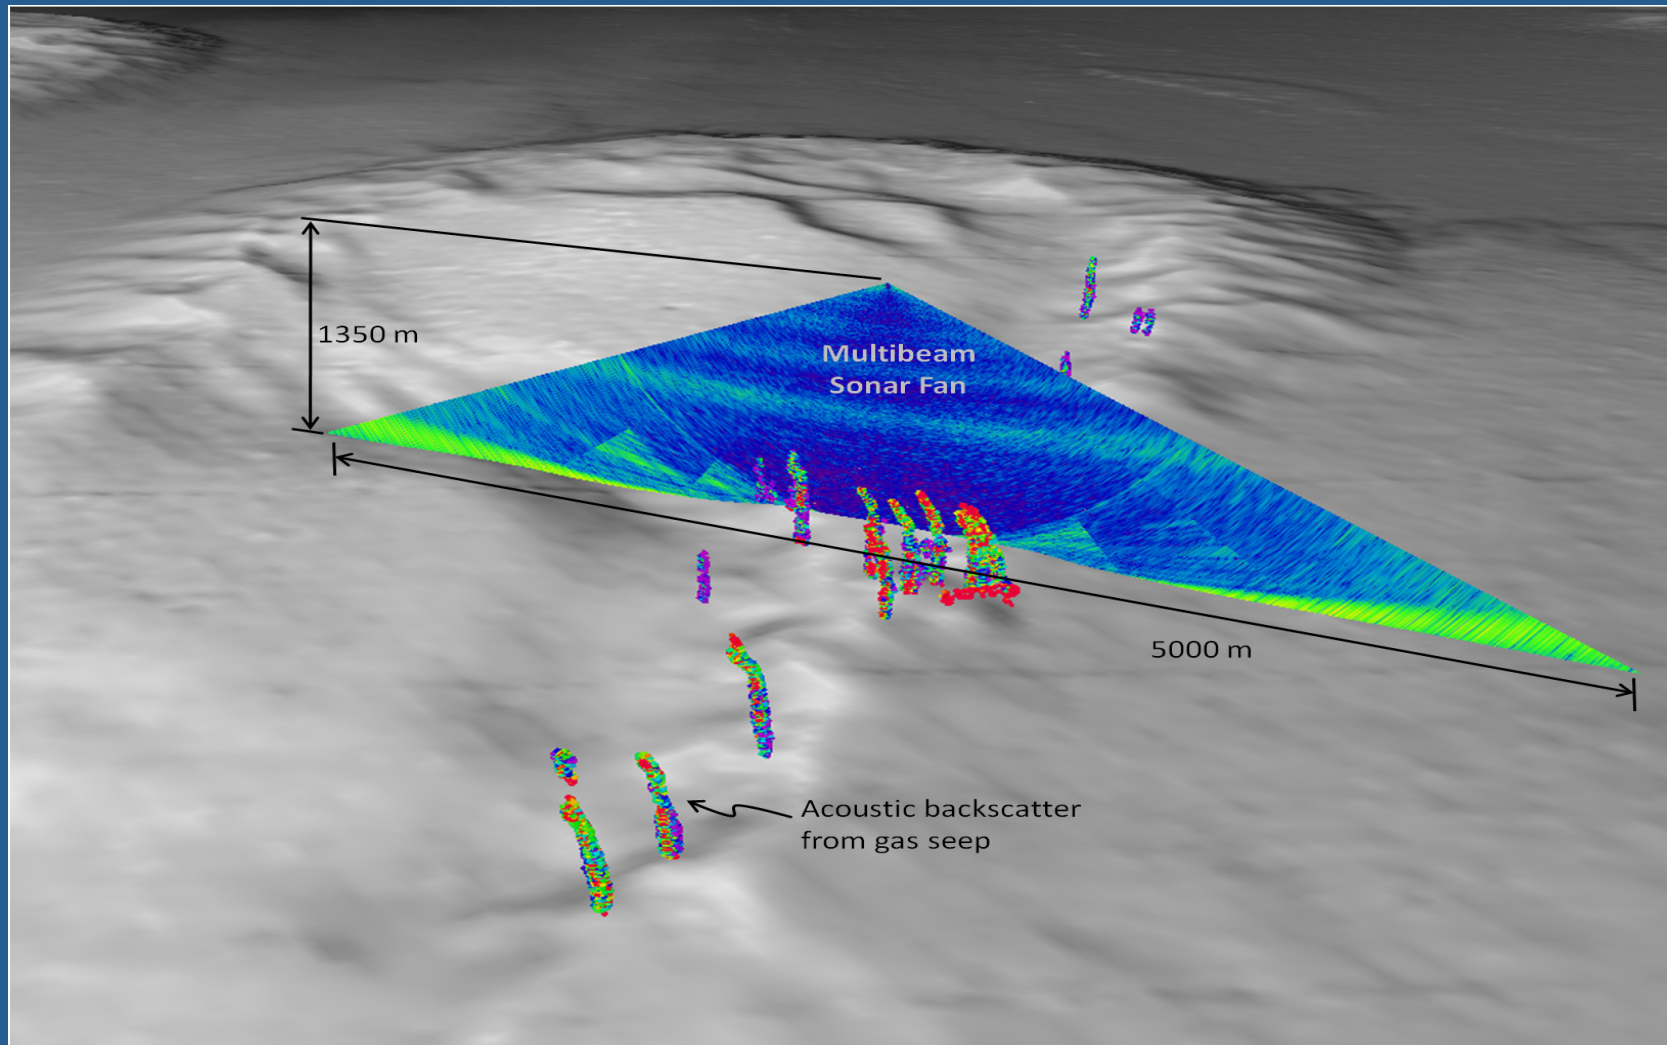 1350 m
Multibeam
Sonar Fan
5000 m
Acoustic backscatter
from gas seep